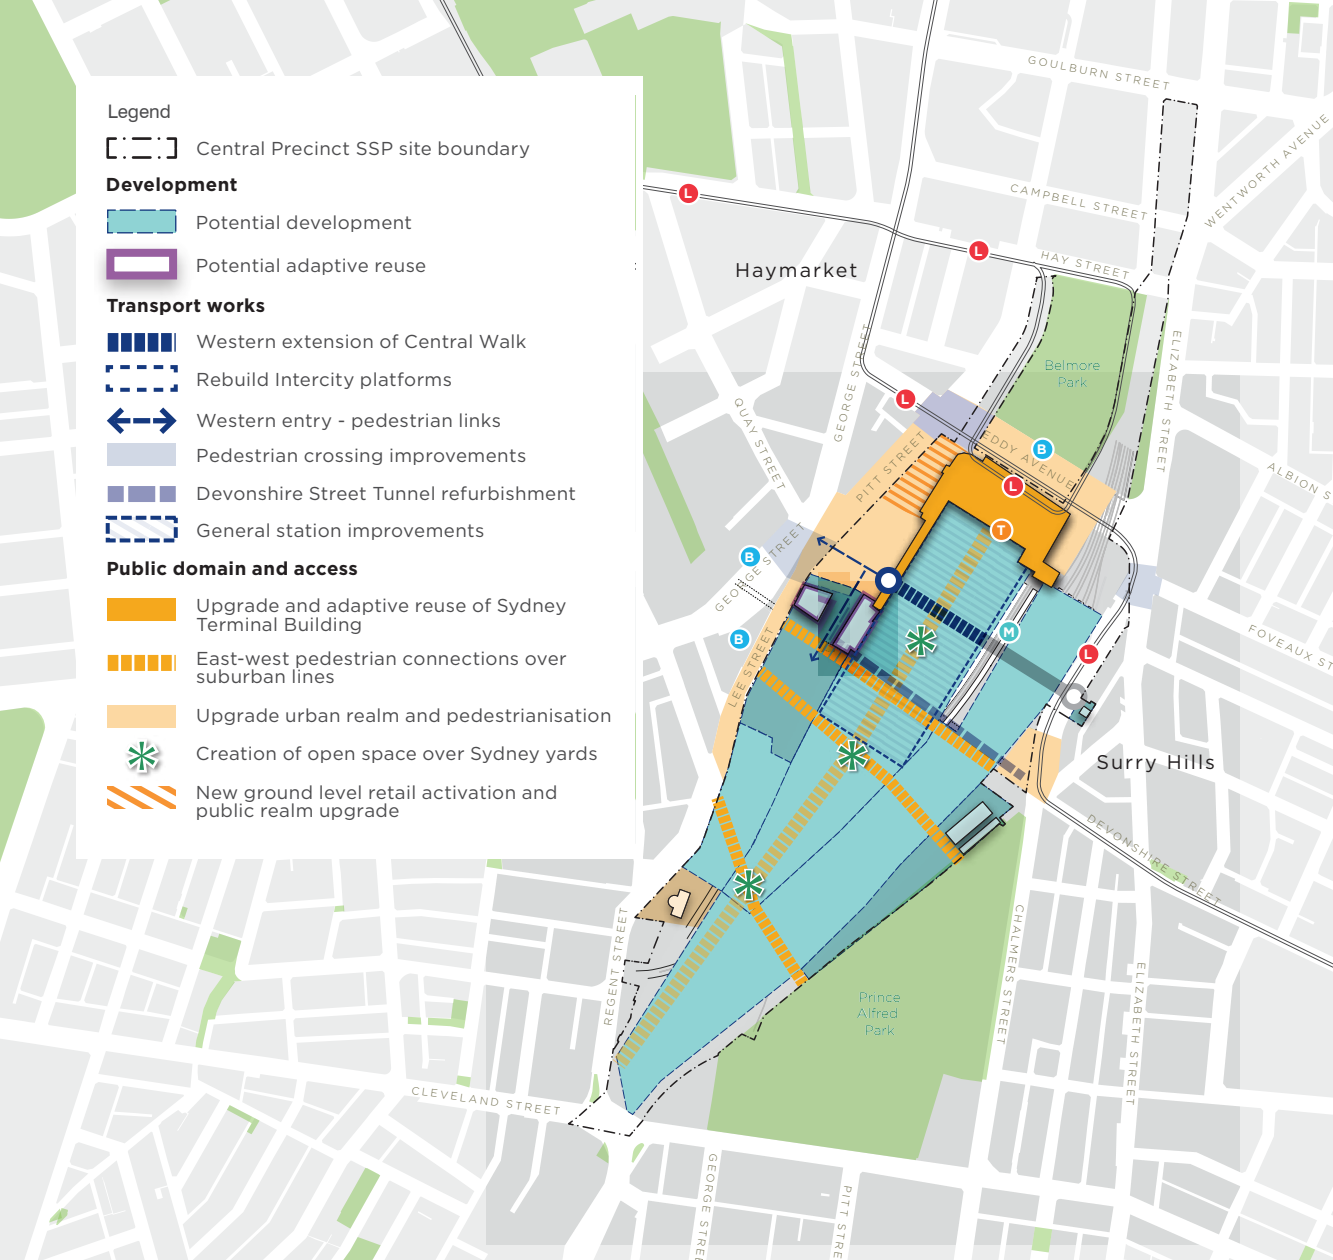 Legend
Central Precinct SSP site boundary
Development
Potential development
Potential adaptive reuse
Transport works
Western extension of Central Walk
Rebuild Intercity platforms
Western entry - pedestrian links
Pedestrian crossing improvements
Devonshire Street Tunnel refurbishment
General station improvements
Public domain and access
Upgrade and adaptive reuse of Sydney
Terminal Building
East-west pedestrian connections over
suburban lines
Upgrade urban realm and pedestrianisation
Creation of open space over Sydney yards
New ground level retail activation and
public realm upgrade
GOULBURN STREET
WENTWORTH AVENUE
CAMPBELL STREET
L
L
HAY STREET
Haymarket
GEORGE STREET
ELIZABETH STREET
Belmore
Park
L
QUAY STREET
PITT STREET
EDDY AVENUE
B
L
ALBION S
T
B
GEORGE STREET
B
M
L
FOVEAUX ST
LEE STREET
Surry Hills
DEVONSHIRE STREET
REGENT STREET
CHALMERS STREET
ELIZABETH STREET
Prince
Alfred
Park
CLEVELAND STREET
GEORGE STR
PITT STRE